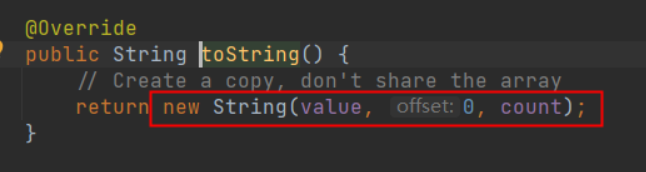 @Override
public String toString() {
// Create a copy, don't share the array
return new String(value, offset: 0, count);
}